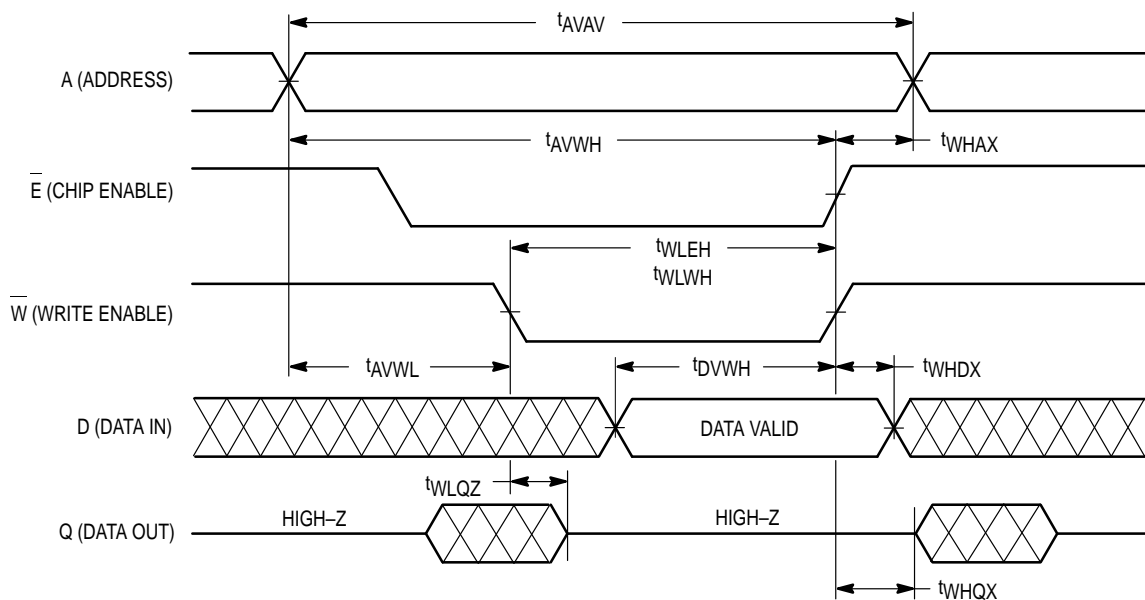 tAVAV
A (ADDRESS)
tAVWH
tWHAX
E (CHIP ENABLE)
tWLEH
tWLWH
W (WRITE ENABLE)
tAVWL
tDVWH
tWHDX
D (DATA IN)
DATA VALID
tWLQZ
Q (DATA OUT)
HIGH–Z
HIGH–Z
tWHQX